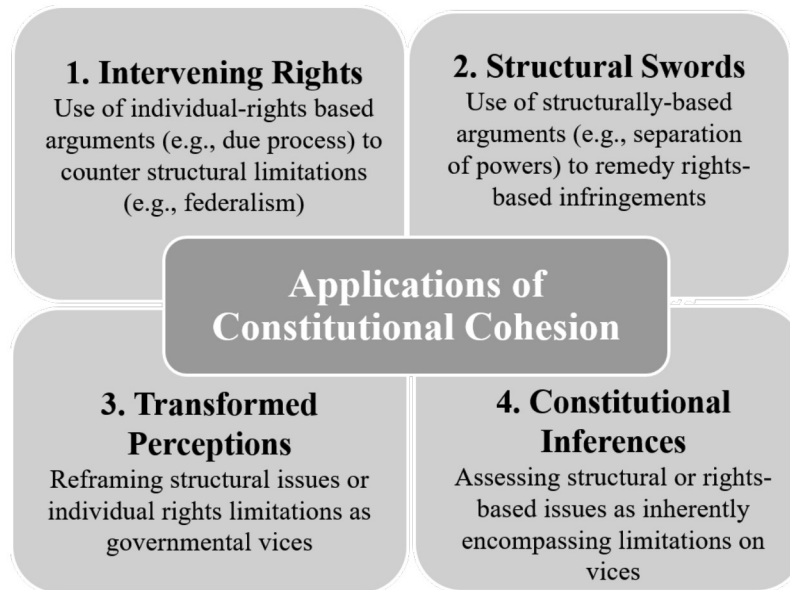 1. Intervening Rights
Use of individual-rights based
arguments (e.g., due process) to
counter structural limitations
(e.g., federalism)
2. Structural Swords
Use of structurally-based
arguments (e.g., separation
of powers) to remedy rights-
based infringements
Applications of
Constitutional Cohesion
3. Transformed
Perceptions
Reframing structural issues or
individual rights limitations as
governmental vices
4. Constitutional
Inferences
Assessing structural or rights-
based issues as inherently
encompassing limitations on
vices